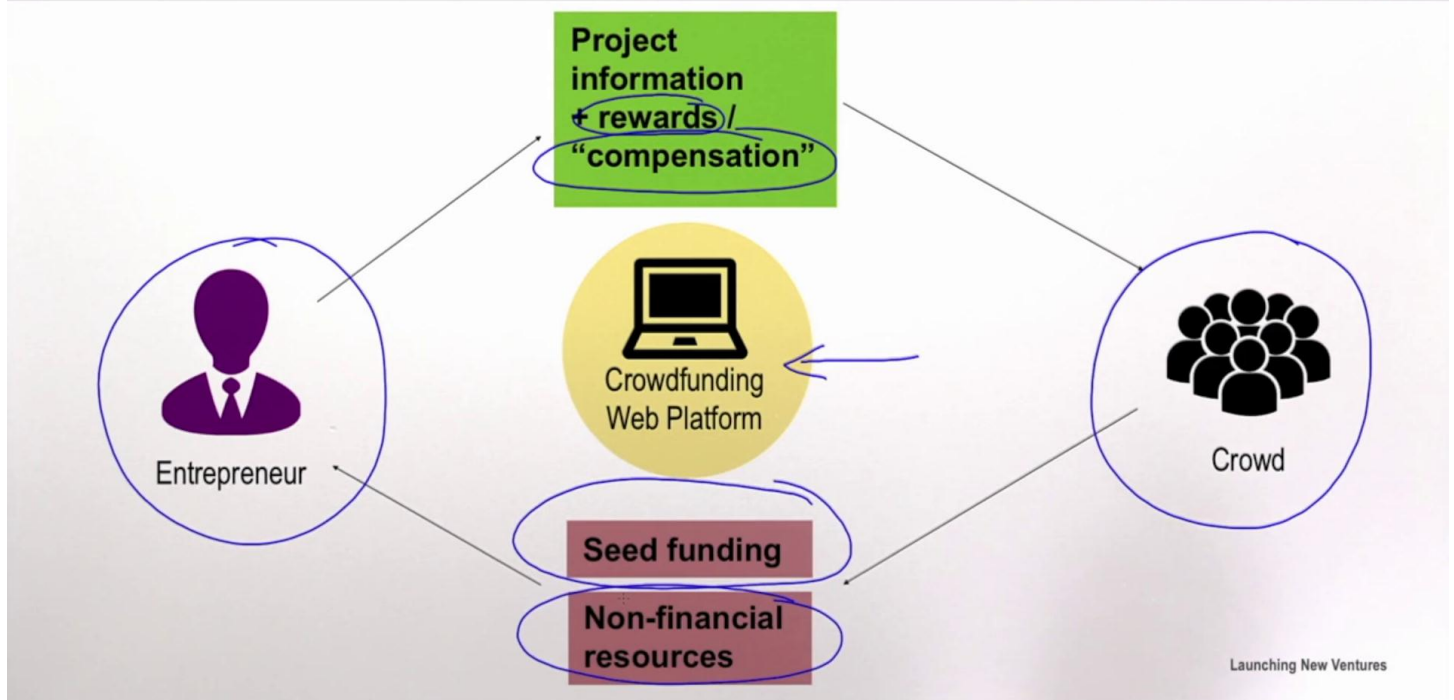 Project
information
+ rewards /
“compensation”
Crowdfunding
Web Platform
Entrepreneur
Crowd
Seed funding
Non-financial
resources
Launching New Ventures